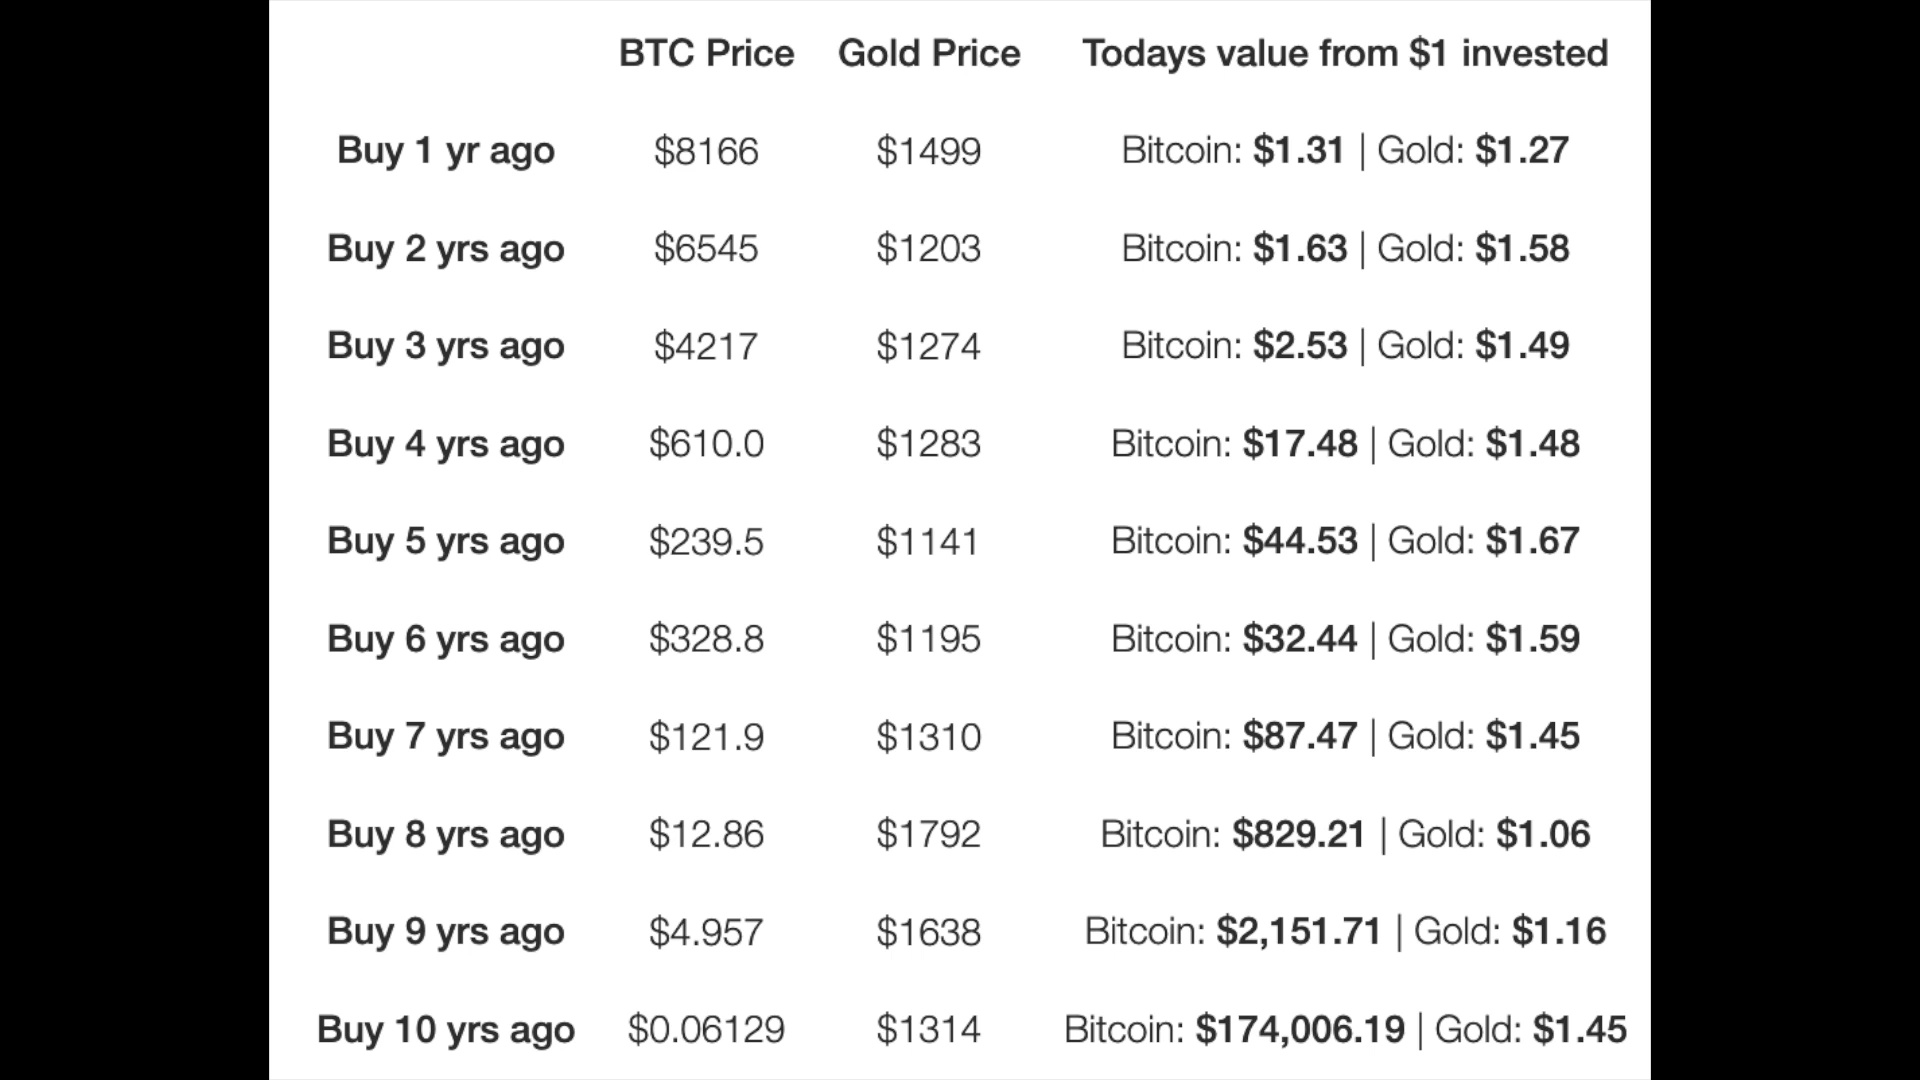 BTC Price Gold Price Todays value from $1 invested
Buy 1 yr ago $8166 $1499 Bitcoin: $1.31 | Gold: $1.27
Buy 2 yrs ago $6545 $1203 Bitcoin: $1.63 | Gold: $1.58
Buy 3 yrs ago $4217 $1274 Bitcoin: $2.53 | Gold: $1.49
Buy 4 yrs ago $610.0 $1283 Bitcoin: $17.48 | Gold: $1.48
Buy 5 yrs ago $239.5 $1141 Bitcoin: $44.53 | Gold: $1.67
Buy 6 yrs ago $328.8 $1195 Bitcoin: $32.44 | Gold: $1.59
Buy 7 yrs ago $121.9 $1310 Bitcoin: $87.47 | Gold: $1.45
Buy 8 yrs ago $12.86 $1792 Bitcoin: $829.21 | Gold: $1.06
Buy 9 yrs ago $4.957 $1638 Bitcoin: $2,151.71 | Gold: $1.16
Buy 10 yrs ago $0.06129 $1314 Bitcoin: $174,006.19 | Gold: $1.45